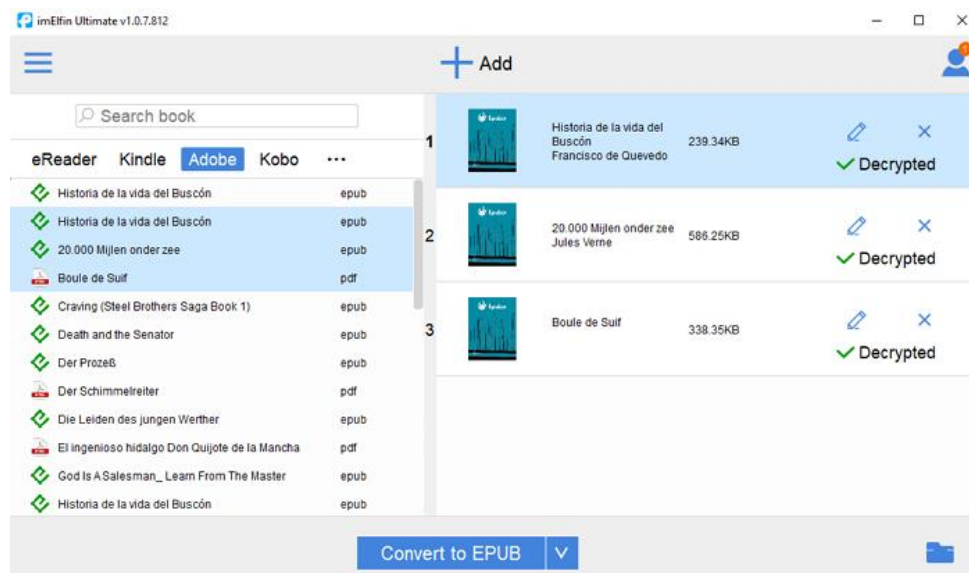 imElfin Ultimate v1.0.7.812
Add
1
Search book
eReader Kindle Adobe Kobo ...
Historia de la vida del Buscón epub
Historia de la vida del Buscón epub
20.000 Mijlen onder zee epub
Boule de Suif pdf
Craving (Steel Brothers Saga Book 1) epub
Death and the Senator epub
Der Prozeß epub
Der Schimmelreiter pdf
Die Leiden des jungen Werther epub
El ingenioso hidalgo Don Quijote de la Mancha pdf
God Is A Salesman_ Learn From The Master epub
Historia de la vida del Buscón epub
1
Historia de la vida del
Buscón
Francisco de Quevedo
239.34KB
Decrypted
2
20.000 Mijlen onder zee
Jules Verne
586.25KB
Decrypted
3
Boule de Suif
338.35KB
Decrypted
Convert to EPUB